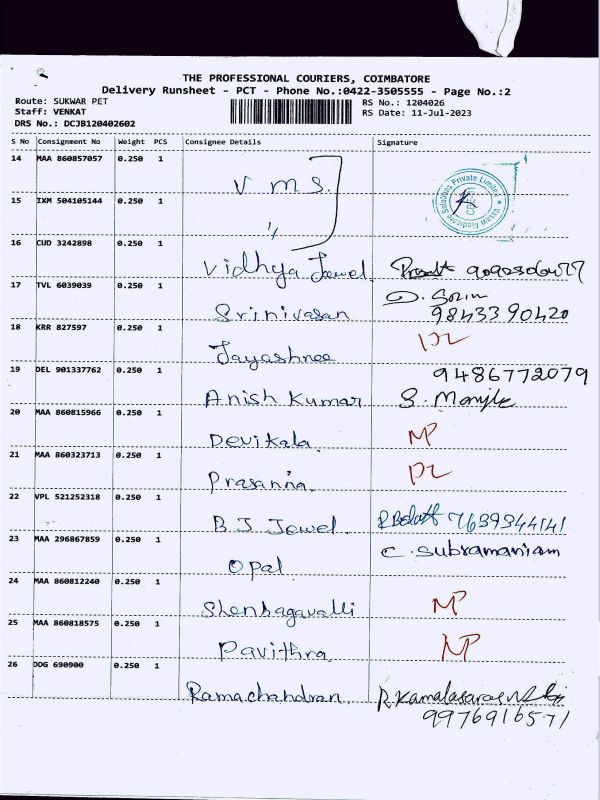 THE PROFESSIONAL COURIERS, COIMBATORE
Delivery Runsheet - PCT - Phone No.:0422-3505555 - Page No.:2
Route: SUKWAR PET RS No.: 1204026
Staff: VENKAT RS Date: 11-Jul-2023
DRS No.: DCJB120402602
S No Consignment No Weight PCS Consignee Details Signature
14 MAA 860857057 0.250 1 V M S.
15 IXM 504105144 0.250 1 "
16 CUD 3242898 0.250 1 Vidhya Jewel
17 TVL 6039039 0.250 1 Srinivasan 9843390420
18 KRR 827597 0.250 1 Jayashree DL
19 DEL 901337762 0.250 1 Anish Kumar 9486772079
20 MAA 860815966 0.250 1 Devikala NP
21 MAA 860323713 0.250 1 Prasanna DL
22 VPL 521252318 0.250 1 B J Jewel 7639344141
23 MAA 296867859 0.250 1 Opal C. Subramaniam
24 MAA 860812240 0.250 1 Shenbagavalli NP
25 MAA 860818575 0.250 1 Pavithra NP
26 DDG 690900 0.250 1 Ramachandran R. Kamalasaras
9976916571